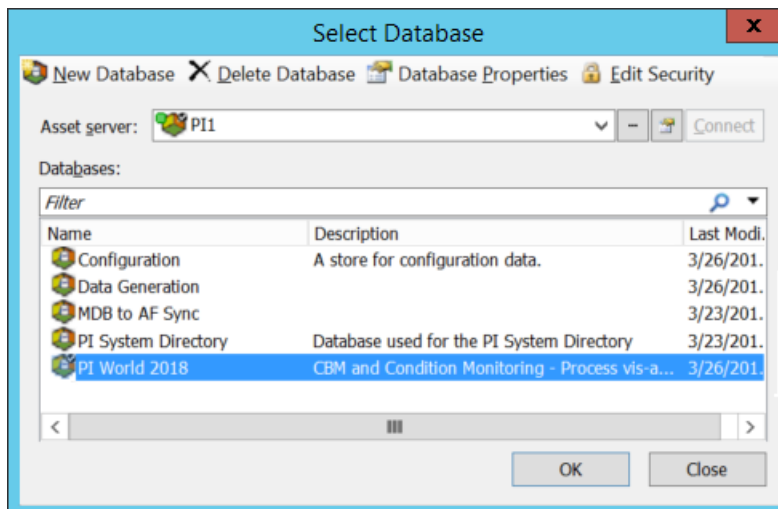 Select Database
X
New Database Delete Database Database Properties Edit Security
Asset server: PI1 Connect
Databases:
Filter
Name Description Last Modi.
Configuration A store for configuration data. 3/26/201.
Data Generation 3/26/201.
MDB to AF Sync 3/23/201.
PI System Directory Database used for the PI System Directory 3/23/201.
PI World 2018 CBM and Condition Monitoring - Process vis-a... 3/26/201.
OK Close